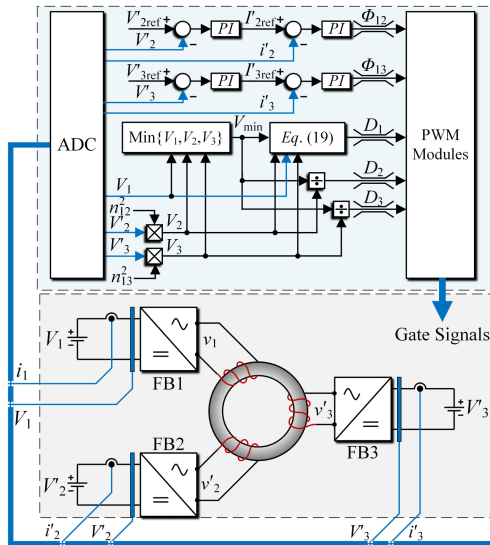 V'2ref I'2ref Φ12
PI PI
V'2 i'2
V'3ref I'3ref Φ13
PI PI
V'3 i'3
ADC
Min{V1,V2,V3} Vmin Eq. (19) D1
PWM
Modules
V1 ÷ D2
n²12
V'2 V2 ÷ D3
V'3 V3
n²13
Gate Signals
V1 v1
i1 FB1
V1
v'3 V'3
FB2 FB3
V'2 v'2
i'2 V'2 V'3 i'3